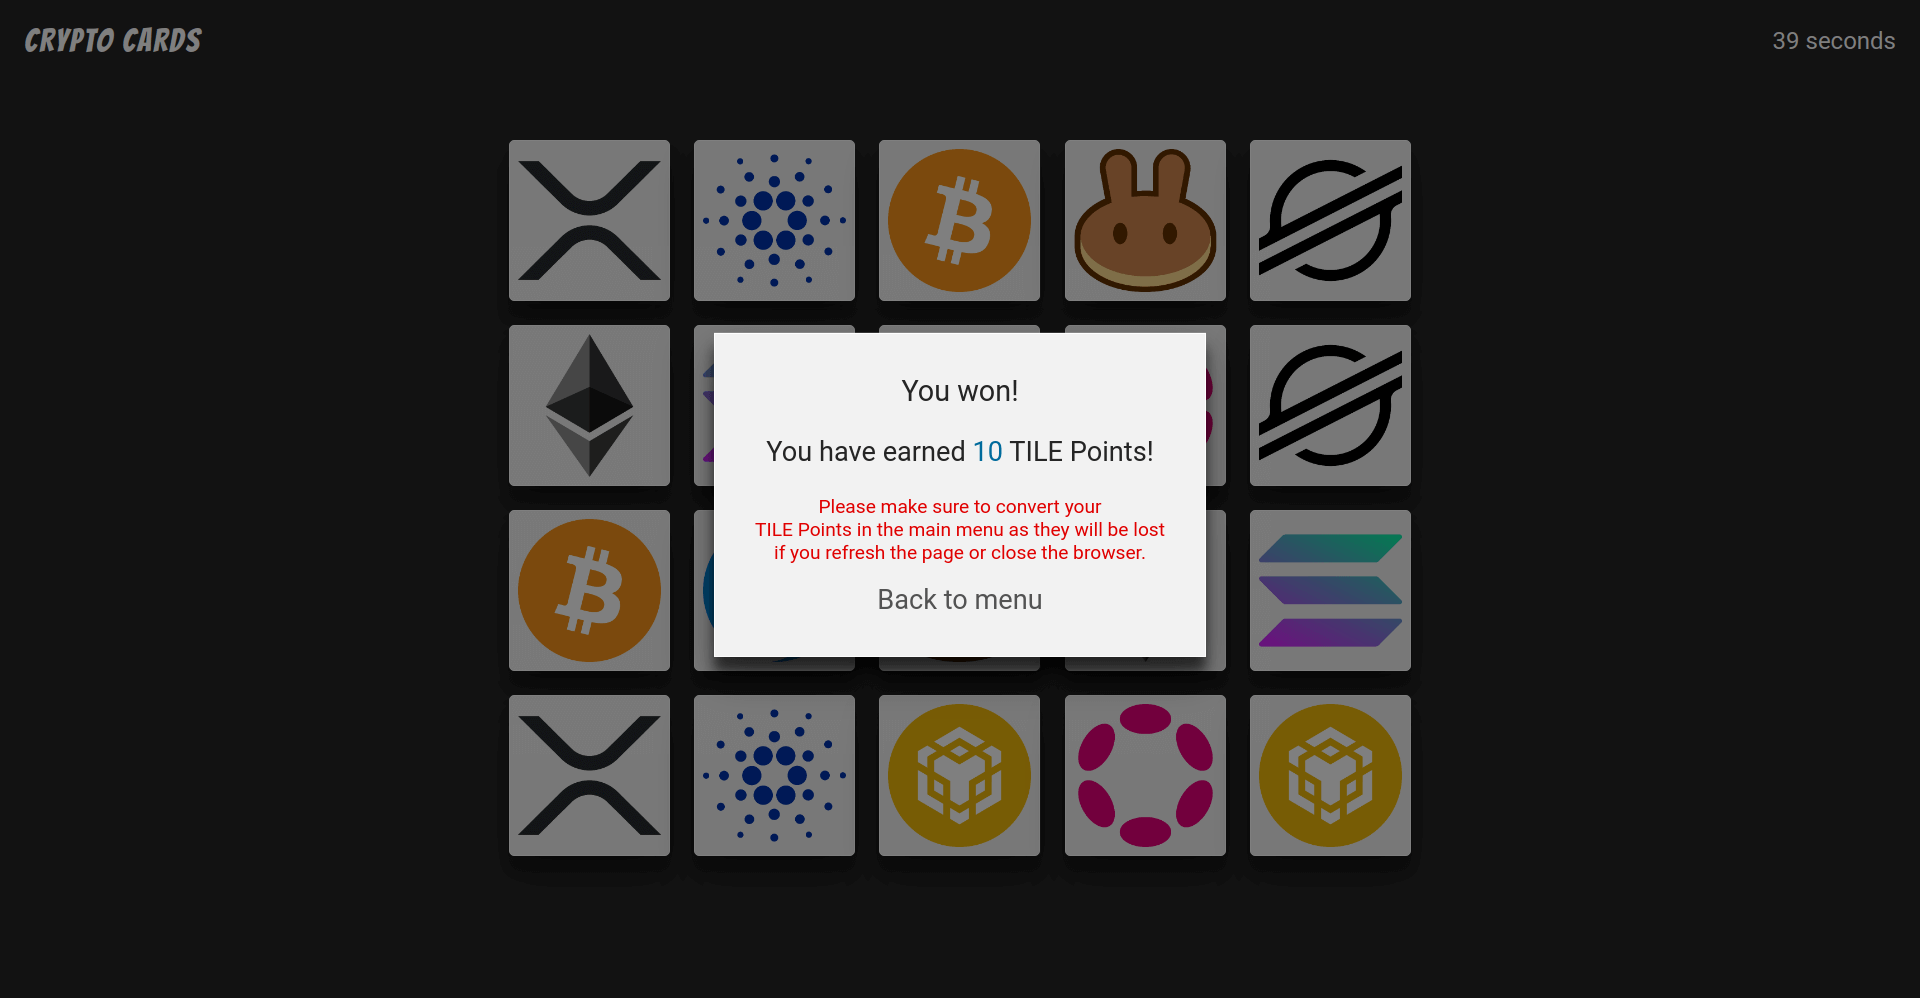 CRYPTO CARDS
39 seconds
You won!
You have earned 10 TILE Points!
Please make sure to convert your
TILE Points in the main menu as they will be lost
if you refresh the page or close the browser.
Back to menu